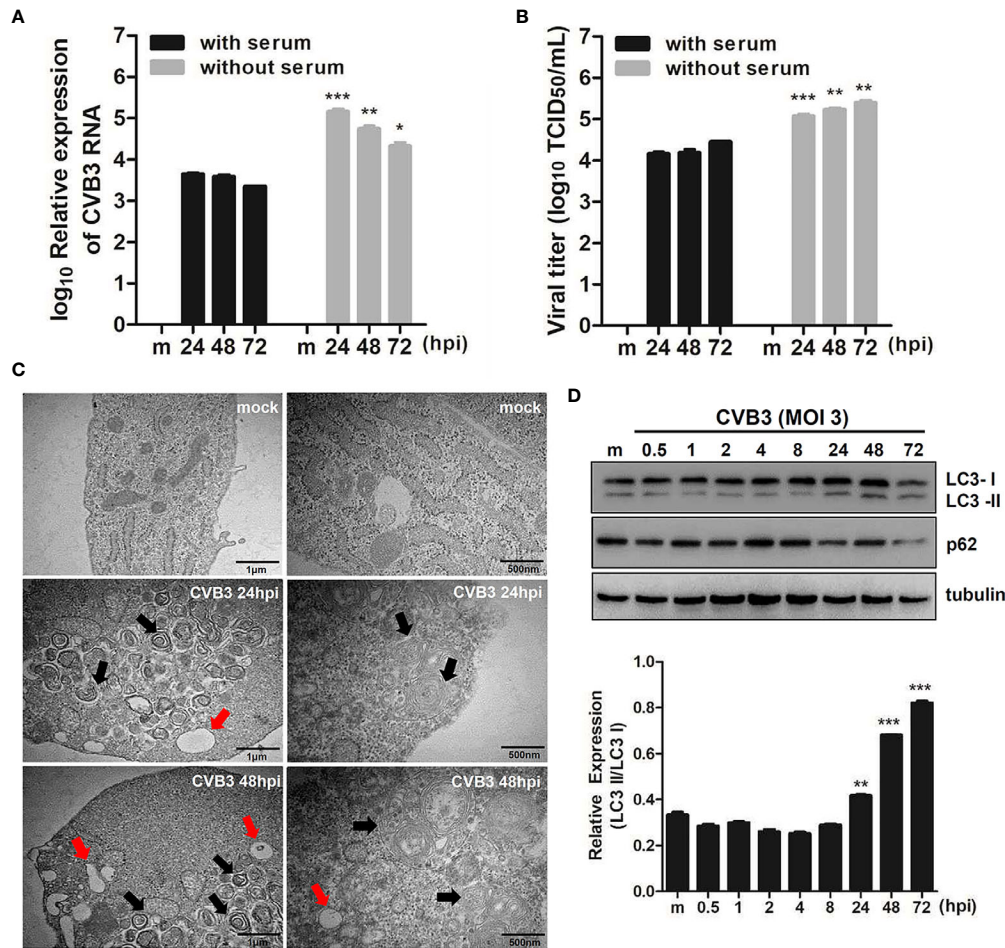 A
with serum
without serum
log10 Relative expression
of CVB3 RNA
7
6
5
4
3
2
1
0
***
**
*
m 24 48 72 m 24 48 72 (hpi)
B
with serum
without serum
Viral titer (log10 TCID50/mL)
7
6
5
4
3
2
1
0
***
**
**
m 24 48 72 m 24 48 72 (hpi)
C
mock
1µm
mock
500nm
CVB3 24hpi
1µm
CVB3 24hpi
500nm
CVB3 48hpi
1µm
CVB3 48hpi
500nm
D
CVB3 (MOI 3)
m 0.5 1 2 4 8 24 48 72
LC3- I
LC3 -II
p62
tubulin
Relative Expression
(LC3 II/LC3 I)
1.0
0.8
0.6
0.4
0.2
0.0
**
***
***
m 0.5 1 2 4 8 24 48 72 (hpi)